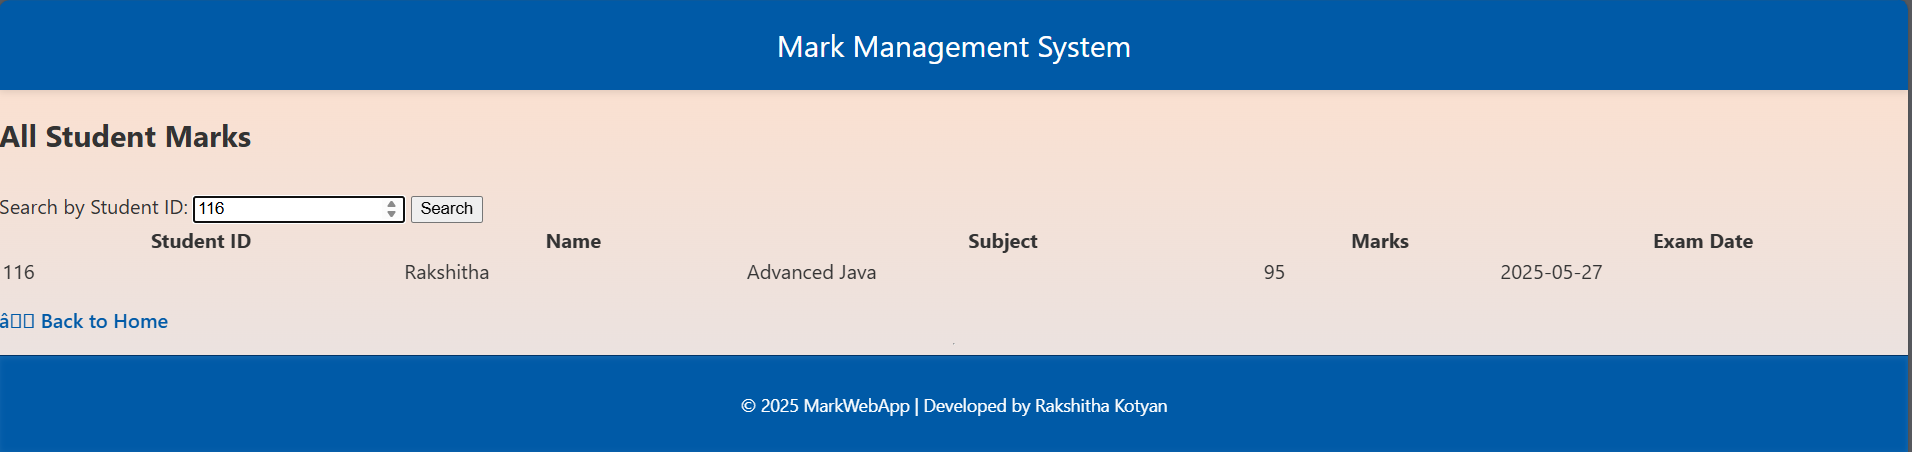 Mark Management System
All Student Marks
Search by Student ID: 116 Search
Student ID Name Subject Marks Exam Date
116 Rakshitha Advanced Java 95 2025-05-27
â Back to Home
© 2025 MarkWebApp | Developed by Rakshitha Kotyan